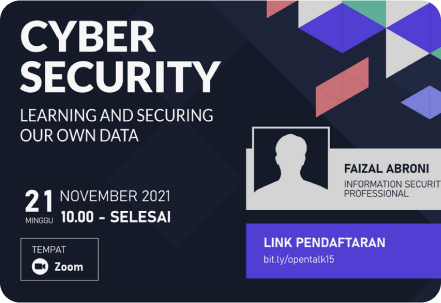 CYBER
SECURITY
LEARNING AND SECURING
OUR OWN DATA
21 NOVEMBER 2021
MINGGU 10.00 - SELESAI
TEMPAT
Zoom
FAIZAL ABRONI
INFORMATION SECURIT
PROFESSIONAL
LINK PENDAFTARAN
bit.ly/opentalk15